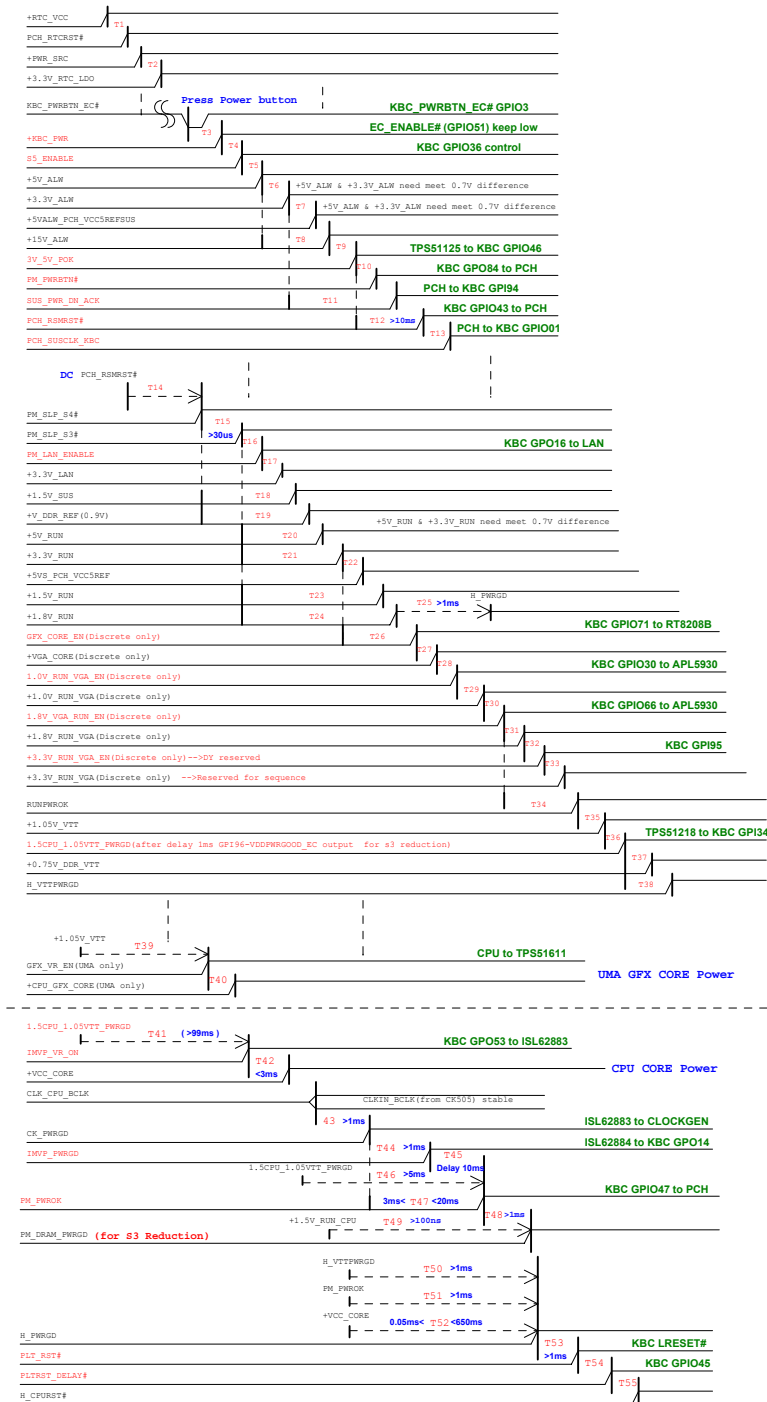 +RTC_VCC
T1
PCH_RTCRST#
+PWR_SRC
T2
+3.3V_RTC_LDO
KBC_PWRBTN_EC#
Press Power button
KBC_PWRBTN_EC# GPIO3
T3
EC_ENABLE# (GPIO51) keep low
+KBC_PWR
T4
KBC GPIO36 control
S5_ENABLE
T5
+5V_ALW
T6
+5V_ALW & +3.3V_ALW need meet 0.7V difference
+3.3V_ALW
T7
+5V_ALW & +3.3V_ALW need meet 0.7V difference
+5VALW_PCH_VCC5REFSUS
+15V_ALW
T8
T9
TPS51125 to KBC GPIO46
3V_5V_POK
T10
KBC GPO84 to PCH
PM_PWRBTN#
PCH to KBC GPI94
SUS_PWR_DN_ACK
T11
KBC GPIO43 to PCH
PCH_RSMRST#
T12 >10ms
T13
PCH to KBC GPIO01
PCH_SUSCLK_KBC
DC PCH_RSMRST#
T14
PM_SLP_S4#
T15
PM_SLP_S3#
>30us
T16
KBC GPO16 to LAN
PM_LAN_ENABLE
T17
+3.3V_LAN
+1.5V_SUS
T18
+V_DDR_REF(0.9V)
T19
+5V_RUN & +3.3V_RUN need meet 0.7V difference
+5V_RUN
T20
+3.3V_RUN
T21
T22
+5VS_PCH_VCC5REF
+1.5V_RUN
T23
T25 >1ms
H_PWRGD
+1.8V_RUN
T24
KBC GPIO71 to RT8208B
GFX_CORE_EN(Discrete only)
T26
T27
+VGA_CORE(Discrete only)
T28
KBC GPIO30 to APL5930
1.0V_RUN_VGA_EN(Discrete only)
T29
+1.0V_RUN_VGA(Discrete only)
T30
KBC GPIO66 to APL5930
1.8V_VGA_RUN_EN(Discrete only)
T31
+1.8V_RUN_VGA(Discrete only)
T32
KBC GPI95
+3.3V_RUN_VGA_EN(Discrete only)-->DY reserved
T33
+3.3V_RUN_VGA(Discrete only) -->Reserved for sequence
RUNPWROK
T34
+1.05V_VTT
T35
TPS51218 to KBC GPI34
T36
1.5CPU_1.05VTT_PWRGD(after delay 1ms GPI96-VDDPWRGOOD_EC output for s3 reduction)
T37
+0.75V_DDR_VTT
H_VTTPWRGD
T38
+1.05V_VTT
T39
CPU to TPS51611
GFX_VR_EN(UMA only)
T40
UMA GFX CORE Power
+CPU_GFX_CORE(UMA only)
1.5CPU_1.05VTT_PWRGD
T41 (>99ms)
KBC GPO53 to ISL62883
IMVP_VR_ON
T42
+VCC_CORE
<3ms
CPU CORE Power
CLK_CPU_BCLK
CLKIN_BCLK(from CK505) stable
43 >1ms
ISL62883 to CLOCKGEN
CK_PWRGD
T44 >1ms
T45
ISL62884 to KBC GPO14
IMVP_PWRGD
1.5CPU_1.05VTT_PWRGD
T46 >5ms
Delay 10ms
KBC GPIO47 to PCH
PM_PWROK
3ms< T47 <20ms
T48 >1ms
+1.5V_RUN_CPU
T49 >100ns
PM_DRAM_PWRGD (for S3 Reduction)
H_VTTPWRGD
T50 >1ms
PM_PWROK
T51 >1ms
+VCC_CORE
0.05ms< T52 <650ms
H_PWRGD
T53
>1ms
KBC LRESET#
PLT_RST#
T54
KBC GPIO45
PLTRST_DELAY#
T55
H_CPURST#